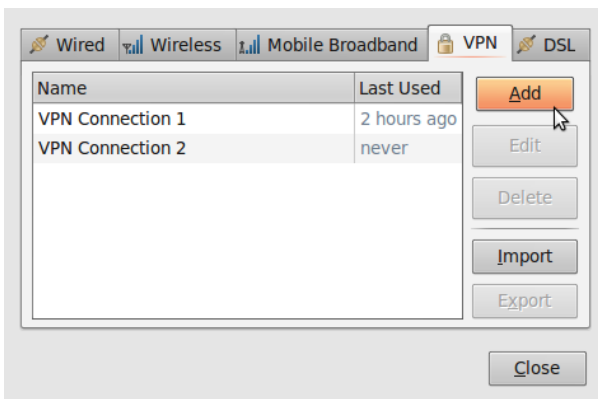 Wired Wireless Mobile Broadband VPN DSL
Name Last Used Add
VPN Connection 1 2 hours ago
VPN Connection 2 never Edit
Delete
Import
Export
Close